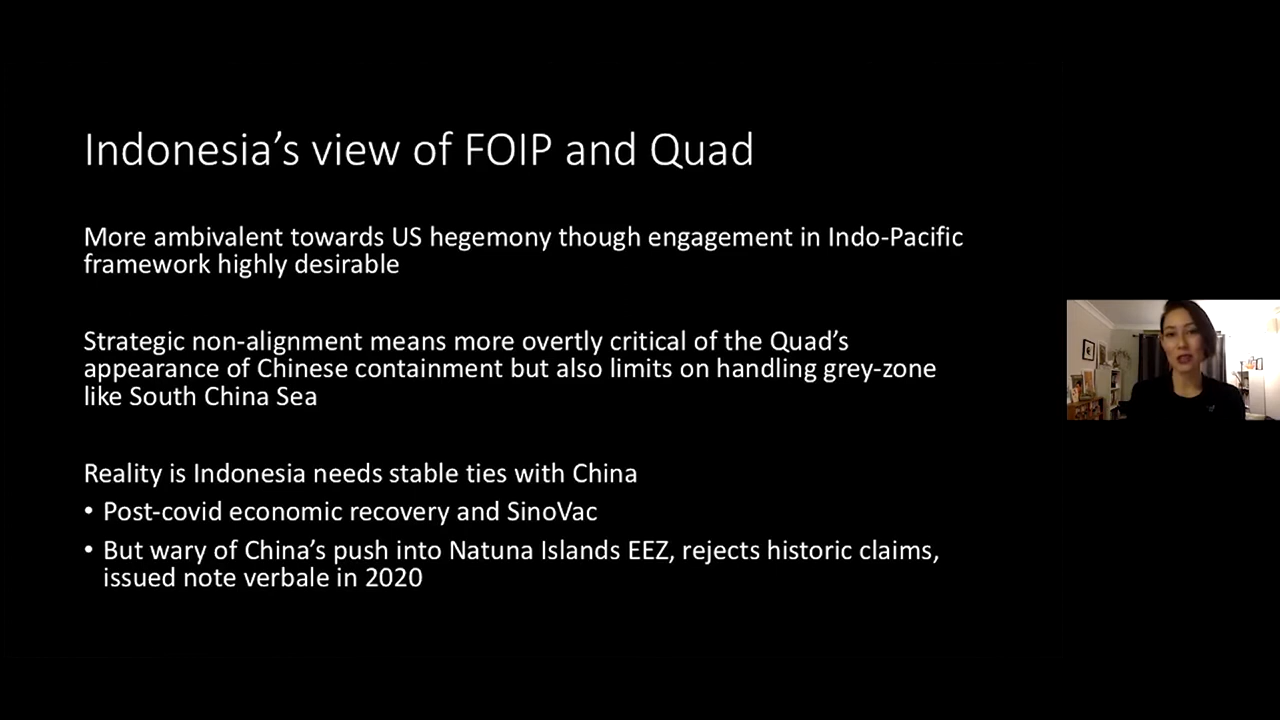 Indonesia’s view of FOIP and Quad
More ambivalent towards US hegemony though engagement in Indo-Pacific
framework highly desirable
Strategic non-alignment means more overtly critical of the Quad’s
appearance of Chinese containment but also limits on handling grey-zone
like South China Sea
Reality is Indonesia needs stable ties with China
• Post-covid economic recovery and SinoVac
• But wary of China’s push into Natuna Islands EEZ, rejects historic claims,
issued note verbale in 2020